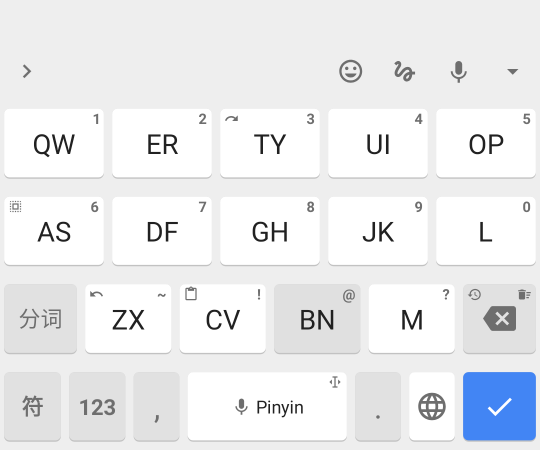 1 2 3 4 5
QW ER TY UI OP
6 7 8 9 0
AS DF GH JK L
~ ! @ ?
分词 ZX CV BN M
符 123 , Pinyin .